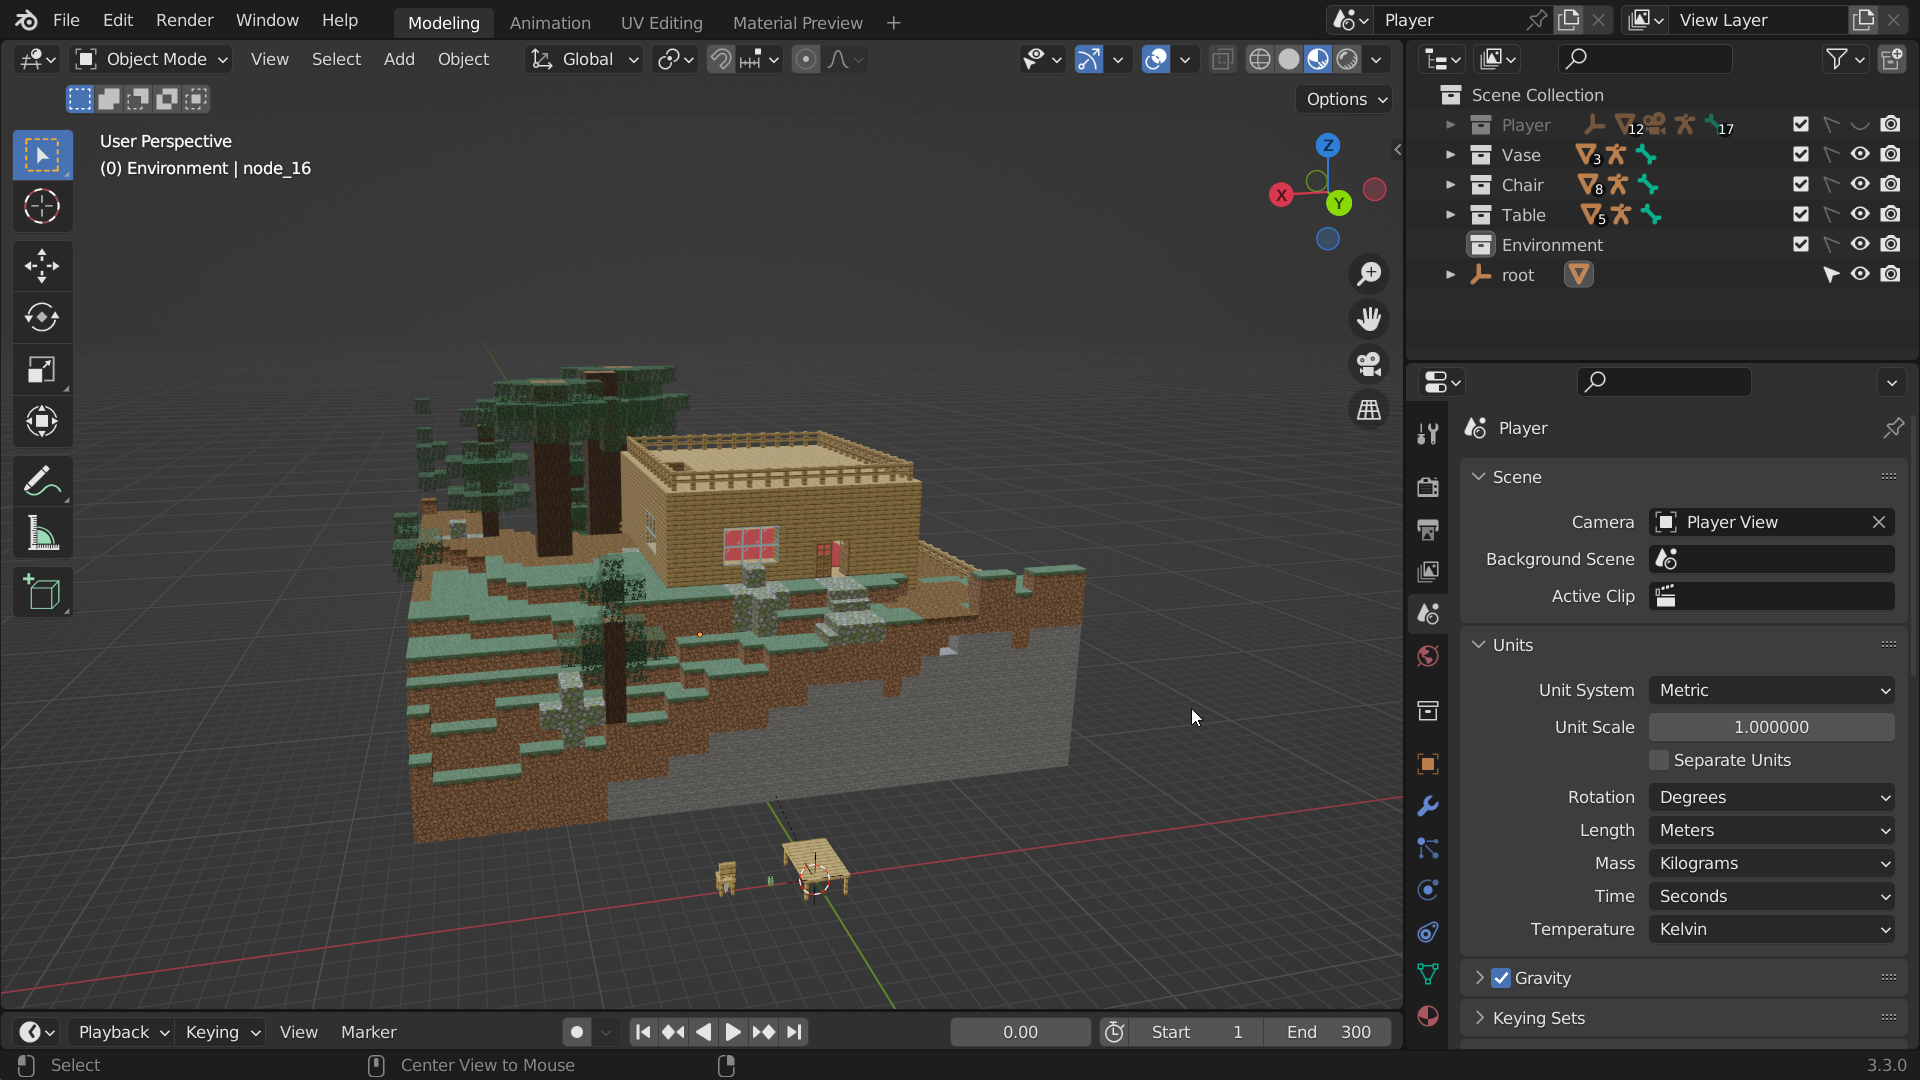 File Edit Render Window Help Modeling Animation UV Editing Material Preview + Player View Layer
Object Mode View Select Add Object Global
Options
User Perspective
(0) Environment | node_16
Z
X
Y
Scene Collection
Player 12 17
Vase 3
Chair 8
Table 5
Environment
root
Player
Scene
Camera Player View
Background Scene
Active Clip
Units
Unit System Metric
Unit Scale 1.000000
Separate Units
Rotation Degrees
Length Meters
Mass Kilograms
Time Seconds
Temperature Kelvin
Gravity
Keying Sets
Playback Keying View Marker 0.00 Start 1 End 300
Select Center View to Mouse 3.3.0